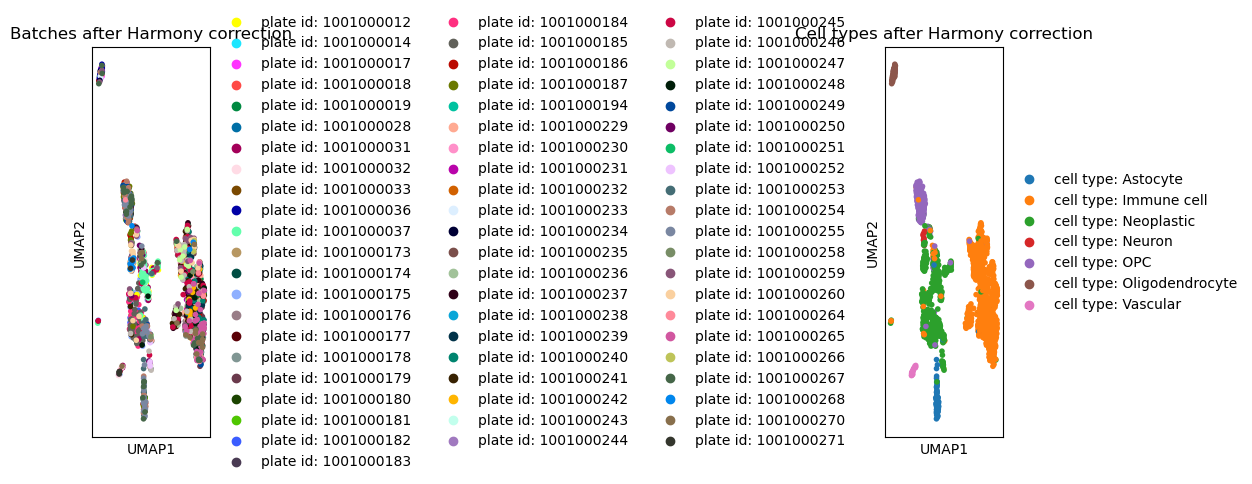 Batches after Harmony correction
UMAP2
UMAP1
plate id: 1001000012
plate id: 1001000014
plate id: 1001000017
plate id: 1001000018
plate id: 1001000019
plate id: 1001000028
plate id: 1001000031
plate id: 1001000032
plate id: 1001000033
plate id: 1001000036
plate id: 1001000037
plate id: 1001000173
plate id: 1001000174
plate id: 1001000175
plate id: 1001000176
plate id: 1001000177
plate id: 1001000178
plate id: 1001000179
plate id: 1001000180
plate id: 1001000181
plate id: 1001000182
plate id: 1001000183
plate id: 1001000184
plate id: 1001000185
plate id: 1001000186
plate id: 1001000187
plate id: 1001000194
plate id: 1001000229
plate id: 1001000230
plate id: 1001000231
plate id: 1001000232
plate id: 1001000233
plate id: 1001000234
plate id: 1001000235
plate id: 1001000236
plate id: 1001000237
plate id: 1001000238
plate id: 1001000239
plate id: 1001000240
plate id: 1001000241
plate id: 1001000242
plate id: 1001000243
plate id: 1001000244
plate id: 1001000245
plate id: 1001000246
plate id: 1001000247
plate id: 1001000248
plate id: 1001000249
plate id: 1001000250
plate id: 1001000251
plate id: 1001000252
plate id: 1001000253
plate id: 1001000254
plate id: 1001000255
plate id: 1001000258
plate id: 1001000259
plate id: 1001000260
plate id: 1001000264
plate id: 1001000265
plate id: 1001000266
plate id: 1001000267
plate id: 1001000268
plate id: 1001000270
plate id: 1001000271
Cell types after Harmony correction
UMAP2
UMAP1
cell type: Astocyte
cell type: Immune cell
cell type: Neoplastic
cell type: Neuron
cell type: OPC
cell type: Oligodendrocyte
cell type: Vascular